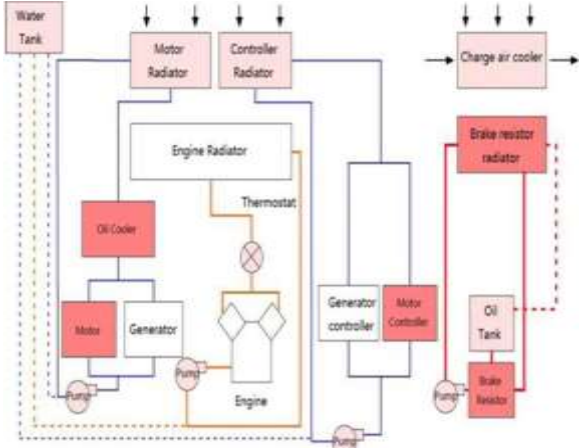 Water
Tank
Motor
Radiator
Controller
Radiator
Charge air cooler
Engine Radiator
Brake resistor
radiator
Thermostat
Oil Cooler
Motor
Generator
Generator
controller
Motor
Controller
Oil
Tank
Pump
Pump
Engine
Pump
Pump
Brake
Resistor